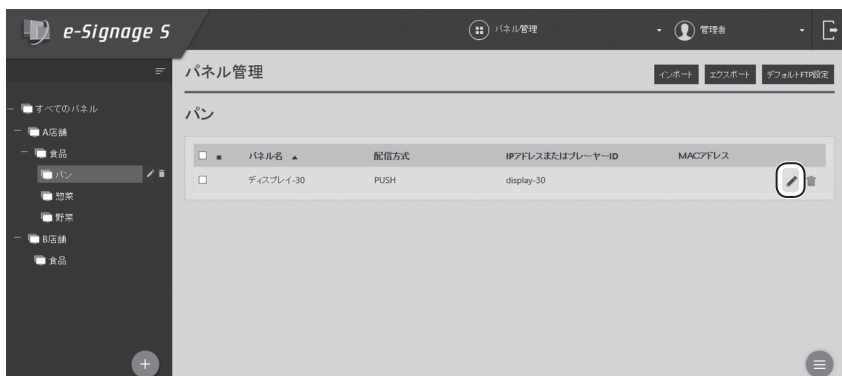 e-Signage S
パネル管理
管理者
パネル管理
インポート エクスポート デフォルトFTP設定
すべてのパネル
A店舗
食品
パン
惣菜
野菜
B店舗
食品
パン
* パネル名 ▲ 配信方式 IPアドレスまたはプレーヤーID MACアドレス
ディスプレイ-30 PUSH display-30